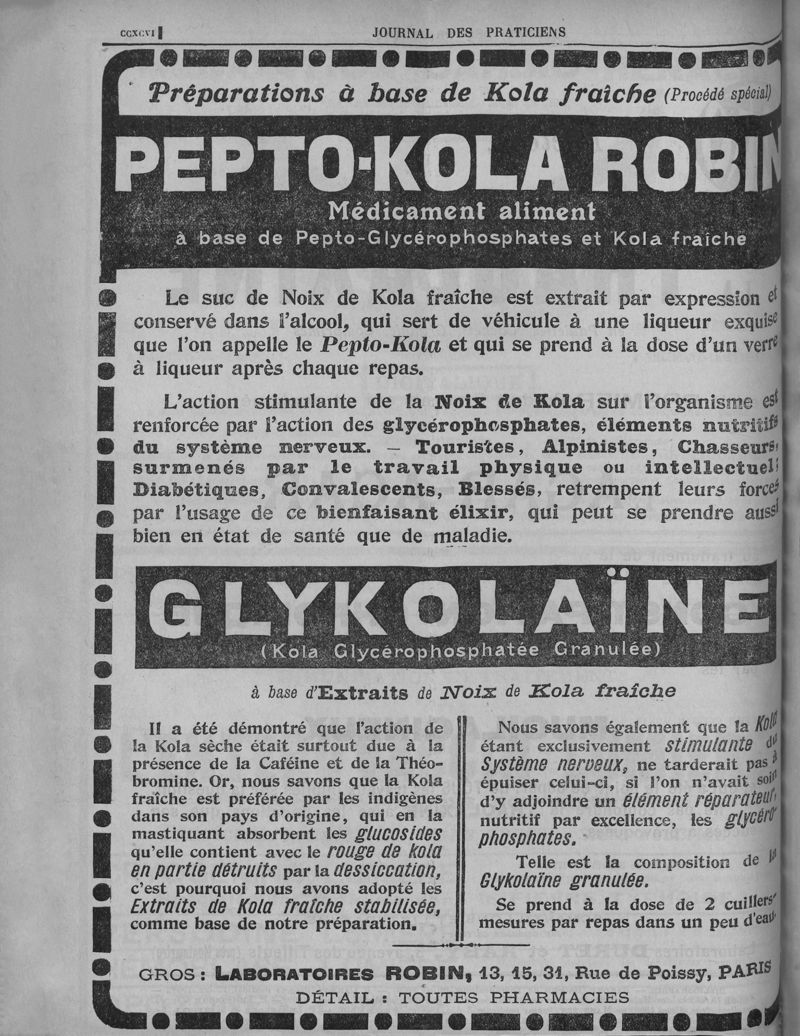 CCXCVI
JOURNAL DES PRATICIENS
Préparations à base de Kola fraîche (Procédé spécial)
PEPTO-KOLA ROBIN
Médicament aliment
à base de Pepto-Glycérophosphates et Kola fraîche
Le suc de Noix de Kola fraîche est extrait par expression et
conservé dans l'alcool, qui sert de véhicule à une liqueur exquise
que l'on appelle le Pepto-Kola et qui se prend à la dose d'un verre
à liqueur après chaque repas.
L'action stimulante de la Noix de Kola sur l'organisme est
renforcée par l'action des glycérophosphates, éléments nutritifs
du système nerveux. — Touristes, Alpinistes, Chasseurs,
surmenés par le travail physique ou intellectuel
Diabétiques, Convalescents, Blessés, retrempent leurs forces
par l'usage de ce bienfaisant élixir, qui peut se prendre aussi
bien en état de santé que de maladie.
GLYKOLAÏNE
(Kola Glycérophosphatée Granulée)
à base d'Extraits de Noix de Kola fraîche
Il a été démontré que l'action de
la Kola sèche était surtout due à la
présence de la Caféine et de la Théo-
bromine. Or, nous savons que la Kola
fraîche est préférée par les indigènes
dans son pays d'origine, qui en la
mastiquant absorbent les glucosides
qu'elle contient avec le rouge de kola
en partie détruits par la dessiccation,
c'est pourquoi nous avons adopté les
Extraits de Kola fraîche stabilisée,
comme base de notre préparation.
Nous savons également que la Kola
étant exclusivement stimulante du
Système nerveux, ne tarderait pas à
épuiser celui-ci, si l'on n'avait soin
d'y adjoindre un élément réparateur,
nutritif par excellence, les glycéro
phosphates.
Telle est la composition de la
Glykolaïne granulée.
Se prend à la dose de 2 cuillers
mesures par repas dans un peu d'eau.
GROS : LABORATOIRES ROBIN, 13, 15, 31, Rue de Poissy, PARIS
DÉTAIL : TOUTES PHARMACIES